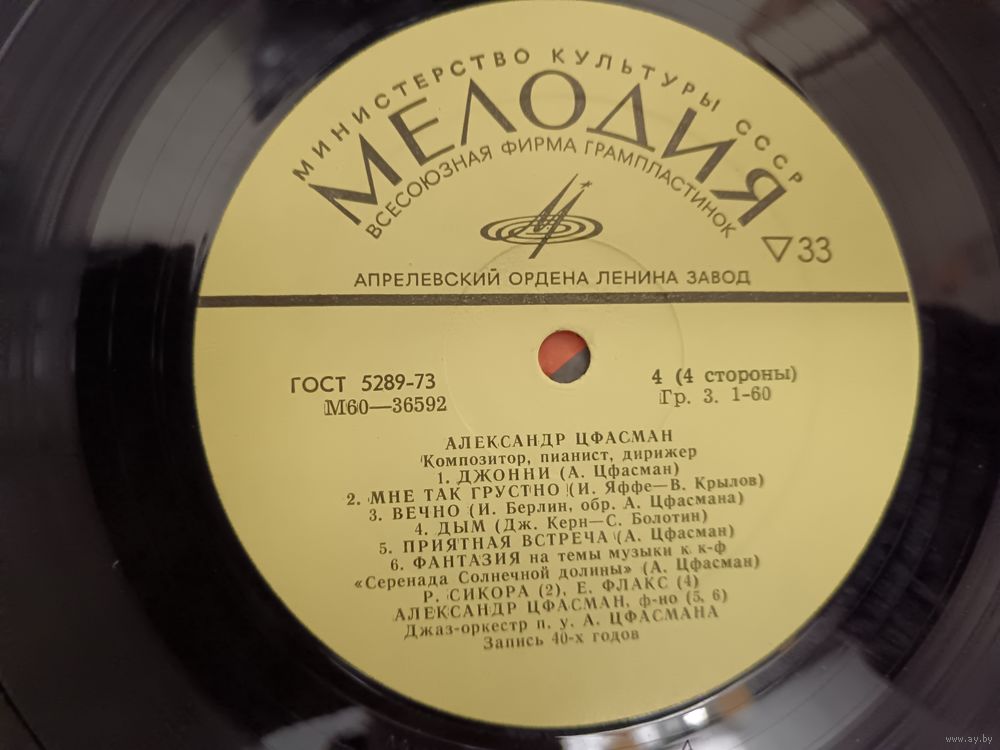 МИНИСТЕРСТВО КУЛЬТУРЫ СССР
МЕЛОДИЯ
ВСЕСОЮЗНАЯ ФИРМА ГРАМПЛАСТИНОК
▽33
АПРЕЛЕВСКИЙ ОРДЕНА ЛЕНИНА ЗАВОД
ГОСТ 5289-73
М60—36592
4 (4 стороны)
Гр. 3. 1-60
АЛЕКСАНДР ЦФАСМАН
Композитор, пианист, дирижер
1. ДЖОННИ (А. Цфасман)
2. МНЕ ТАК ГРУСТНО (И. Яффе—В. Крылов)
3. ВЕЧНО (И. Берлин, обр. А. Цфасмана)
4. ДЫМ (Дж. Керн—С. Болотин)
5. ПРИЯТНАЯ ВСТРЕЧА (А. Цфасман)
6. ФАНТАЗИЯ на темы музыки к к-ф
«Серенада Солнечной долины» (А. Цфасман)
Р. СИКОРА (2), Е. ФЛАКС (4)
АЛЕКСАНДР ЦФАСМАН, ф-но (5, 6)
Джаз-оркестр п. у. А. ЦФАСМАНА
Запись 40-х годов
www.ay.by